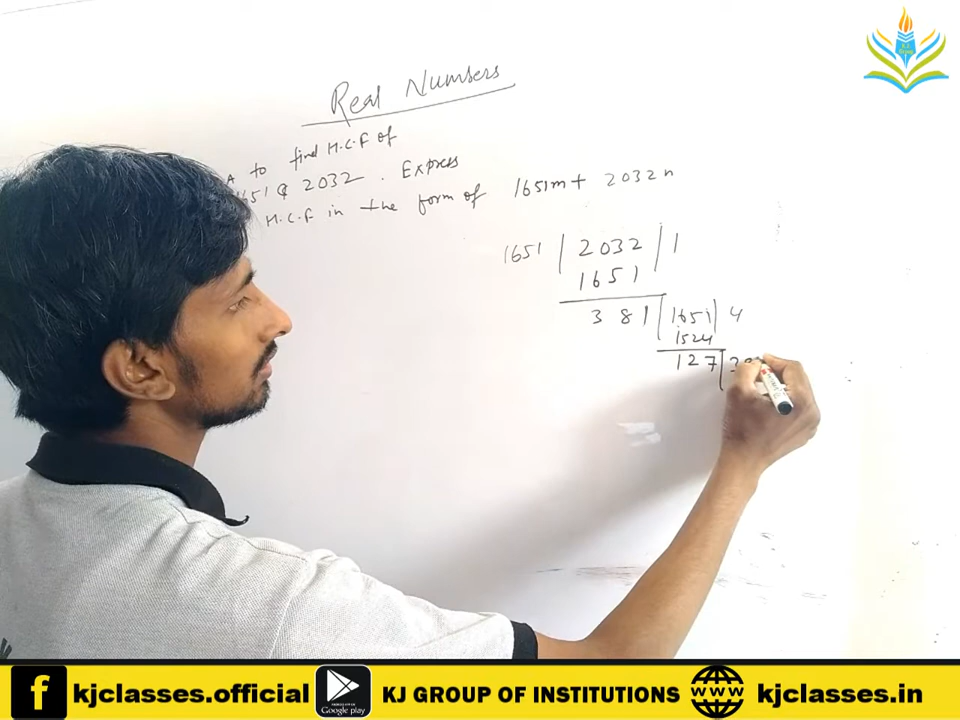 Real Numbers
A to find H.C.F of
1651 & 2032. Express
H.C.F in the form of 1651m + 2032n
1651 | 2032 | 1
1651
381 | 1651 | 4
1524
127
kjclasses.official
Google play
KJ GROUP OF INSTITUTIONS
WWW
kjclasses.in